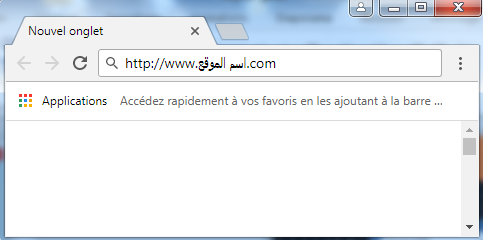 Nouvel onglet
http://www.اسم الموقع.com
Applications Accédez rapidement à vos favoris en les ajoutant à la barre ...